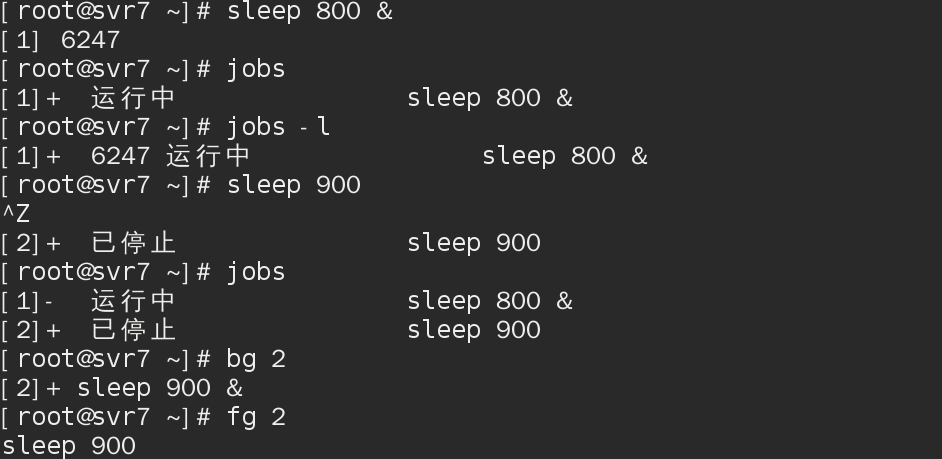 [root@svr7 ~]# sleep 800 &
[1] 6247
[root@svr7 ~]# jobs
[1]+  运行中               sleep 800 &
[root@svr7 ~]# jobs -l
[1]+  6247 运行中               sleep 800 &
[root@svr7 ~]# sleep 900
^Z
[2]+  已停止               sleep 900
[root@svr7 ~]# jobs
[1]-  运行中               sleep 800 &
[2]+  已停止               sleep 900
[root@svr7 ~]# bg 2
[2]+ sleep 900 &
[root@svr7 ~]# fg 2
sleep 900